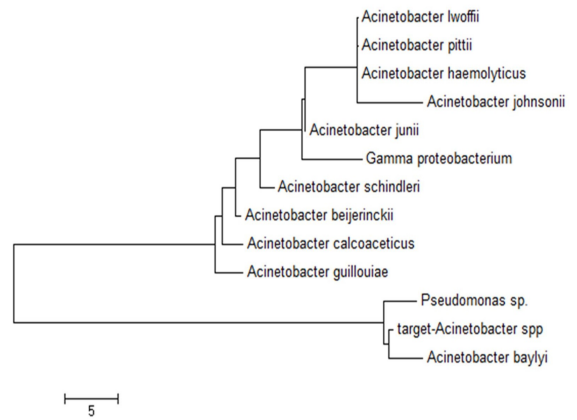 Acinetobacter lwoffii
Acinetobacter pittii
Acinetobacter haemolyticus
Acinetobacter johnsonii
Acinetobacter junii
Gamma proteobacterium
Acinetobacter schindleri
Acinetobacter beijerinckii
Acinetobacter calcoaceticus
Acinetobacter guillouiae
Pseudomonas sp.
target-Acinetobacter spp
Acinetobacter baylyi
5